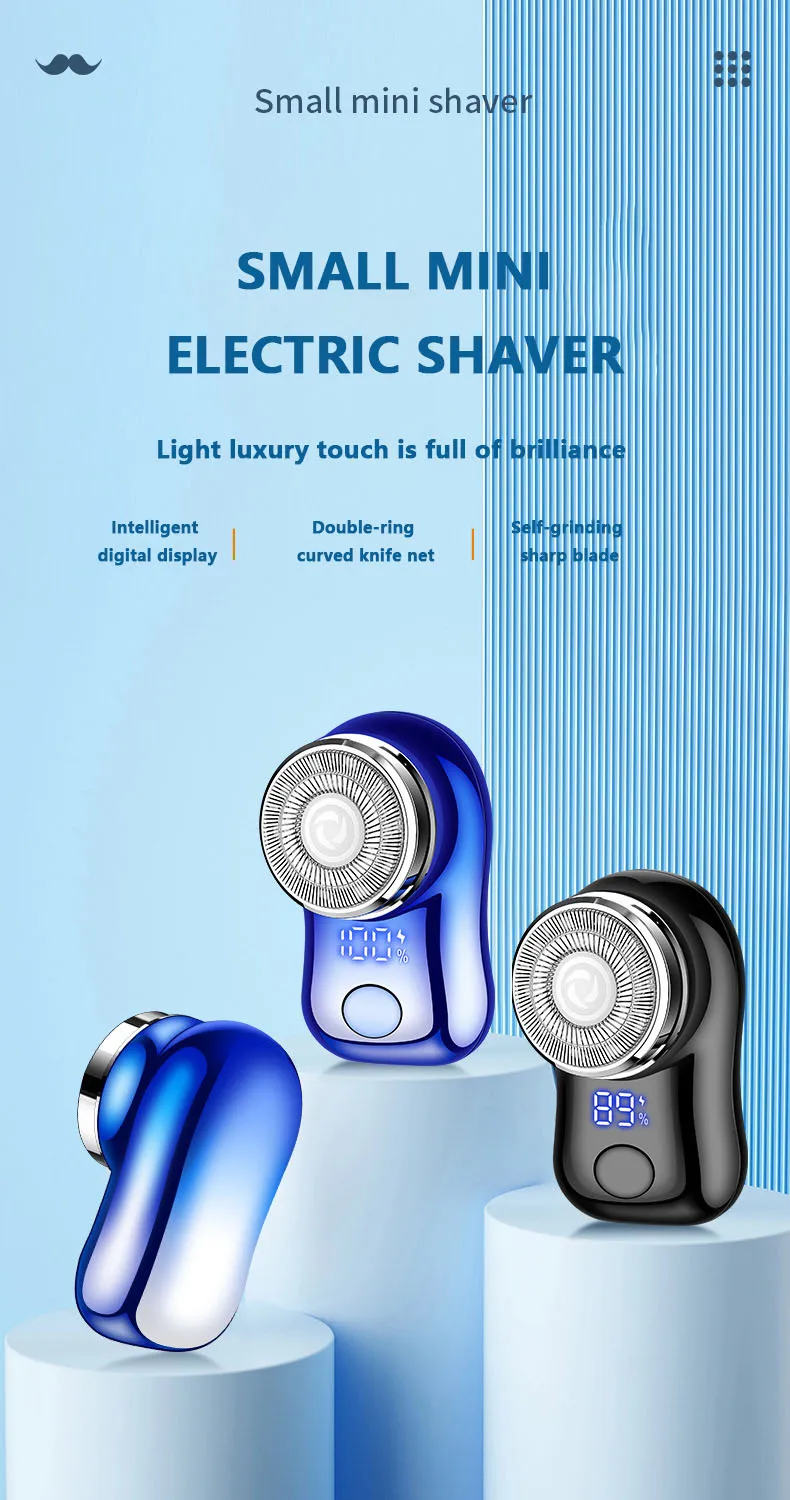 Small mini shaver
SMALL MINI
ELECTRIC SHAVER
Light luxury touch is full of brilliance
Intelligent
digital display
Double-ring
curved knife net
Self-grinding
sharp blade
100%
89%